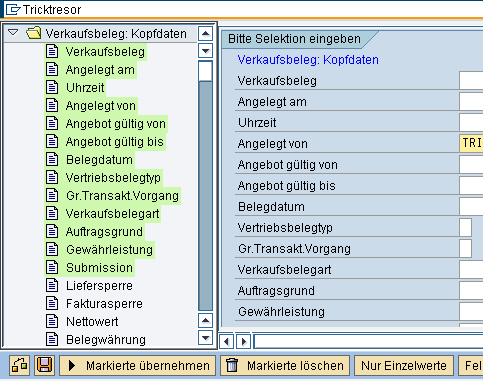 Tricktresor
Verkaufsbeleg: Kopfdaten
Verkaufsbeleg
Angelegt am
Uhrzeit
Angelegt von
Angebot gültig von
Angebot gültig bis
Belegdatum
Vertriebsbelegtyp
Gr.Transakt.Vorgang
Verkaufsbelegart
Auftragsgrund
Gewährleistung
Submission
Liefersperre
Fakturasperre
Nettowert
Belegwährung
Bitte Selektion eingeben
Verkaufsbeleg: Kopfdaten
Verkaufsbeleg
Angelegt am
Uhrzeit
Angelegt von TRI
Angebot gültig von
Angebot gültig bis
Belegdatum
Vertriebsbelegtyp
Gr.Transakt.Vorgang
Verkaufsbelegart
Auftragsgrund
Gewährleistung
Markierte übernehmen Markierte löschen Nur Einzelwerte Fel